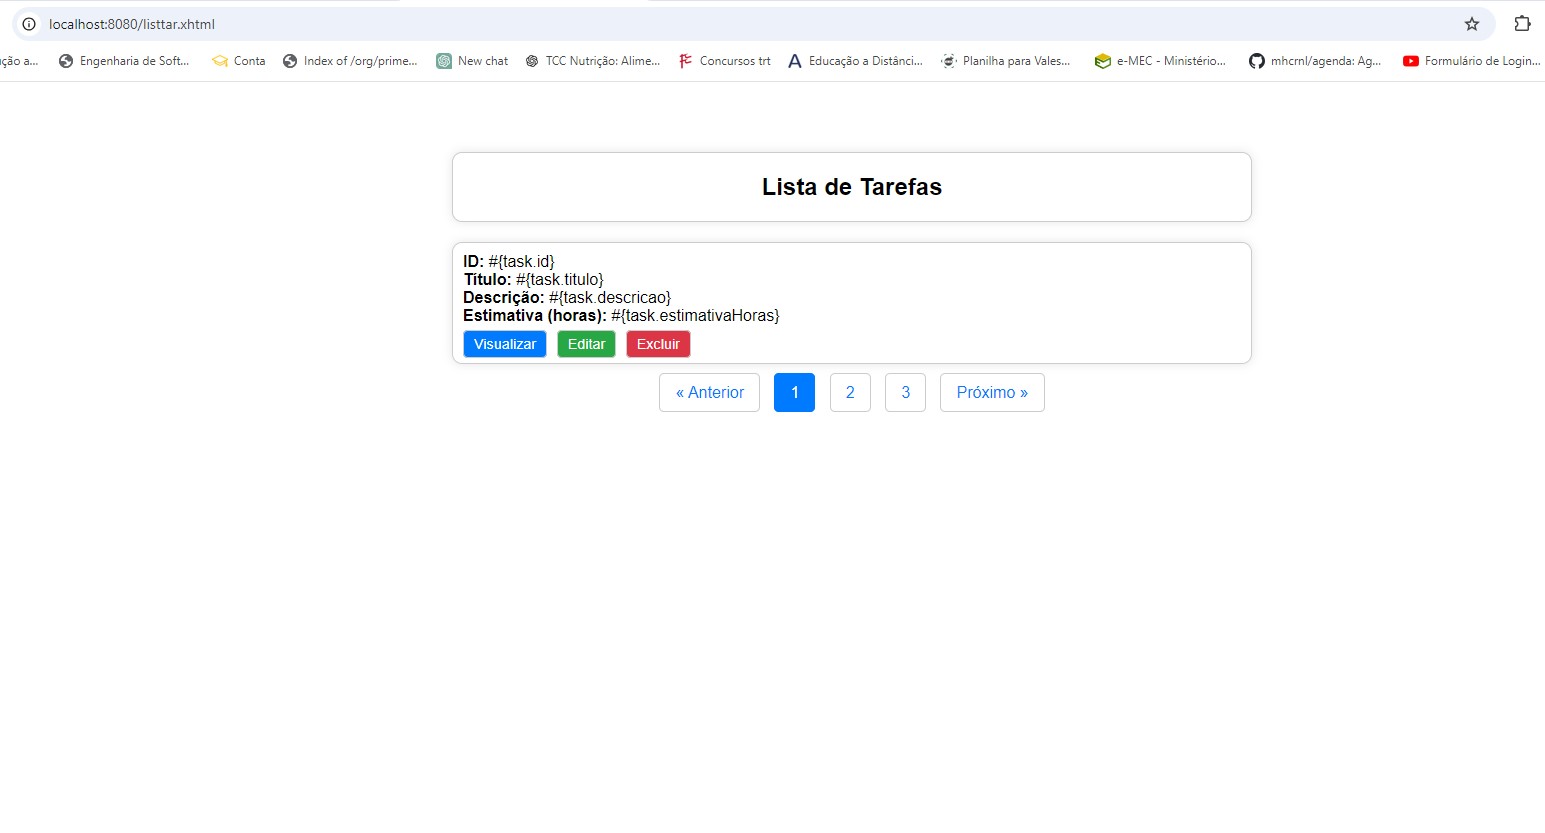 localhost:8080/listtar.xhtml
ução a... Engenharia de Soft... Conta Index of /org/prime... New chat TCC Nutrição: Alime... Concursos trt Educação a Distânci... Planilha para Vales... e-MEC - Ministério... mhcrnl/agenda: Ag... Formulário de Login...
Lista de Tarefas
ID: #{task.id}
Título: #{task.titulo}
Descrição: #{task.descricao}
Estimativa (horas): #{task.estimativaHoras}
Visualizar Editar Excluir
« Anterior 1 2 3 Próximo »